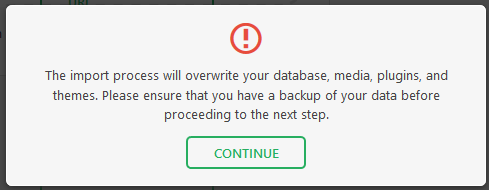 The import process will overwrite your database, media, plugins, and
themes. Please ensure that you have a backup of your data before
proceeding to the next step.
CONTINUE